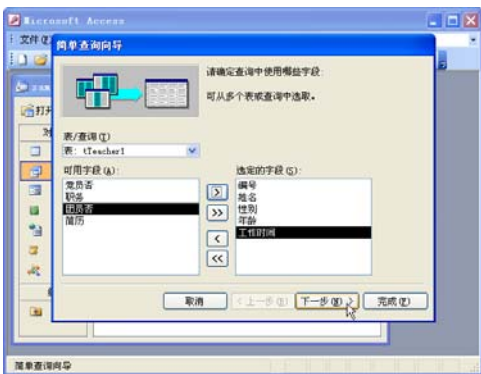 Microsoft Access
文件(F)
简单查询向导
请确定查询中使用哪些字段:
可从多个表或查询中选取。
打开
表/查询(T)
表: tTeacher1
可用字段(A):
选定的字段(S):
党员否
职务
团员否
简历
>
>>
<
<<
编号
姓名
性别
年龄
工作时间
取消
< 上一步(B)
下一步(N) >
完成(F)
简单查询向导